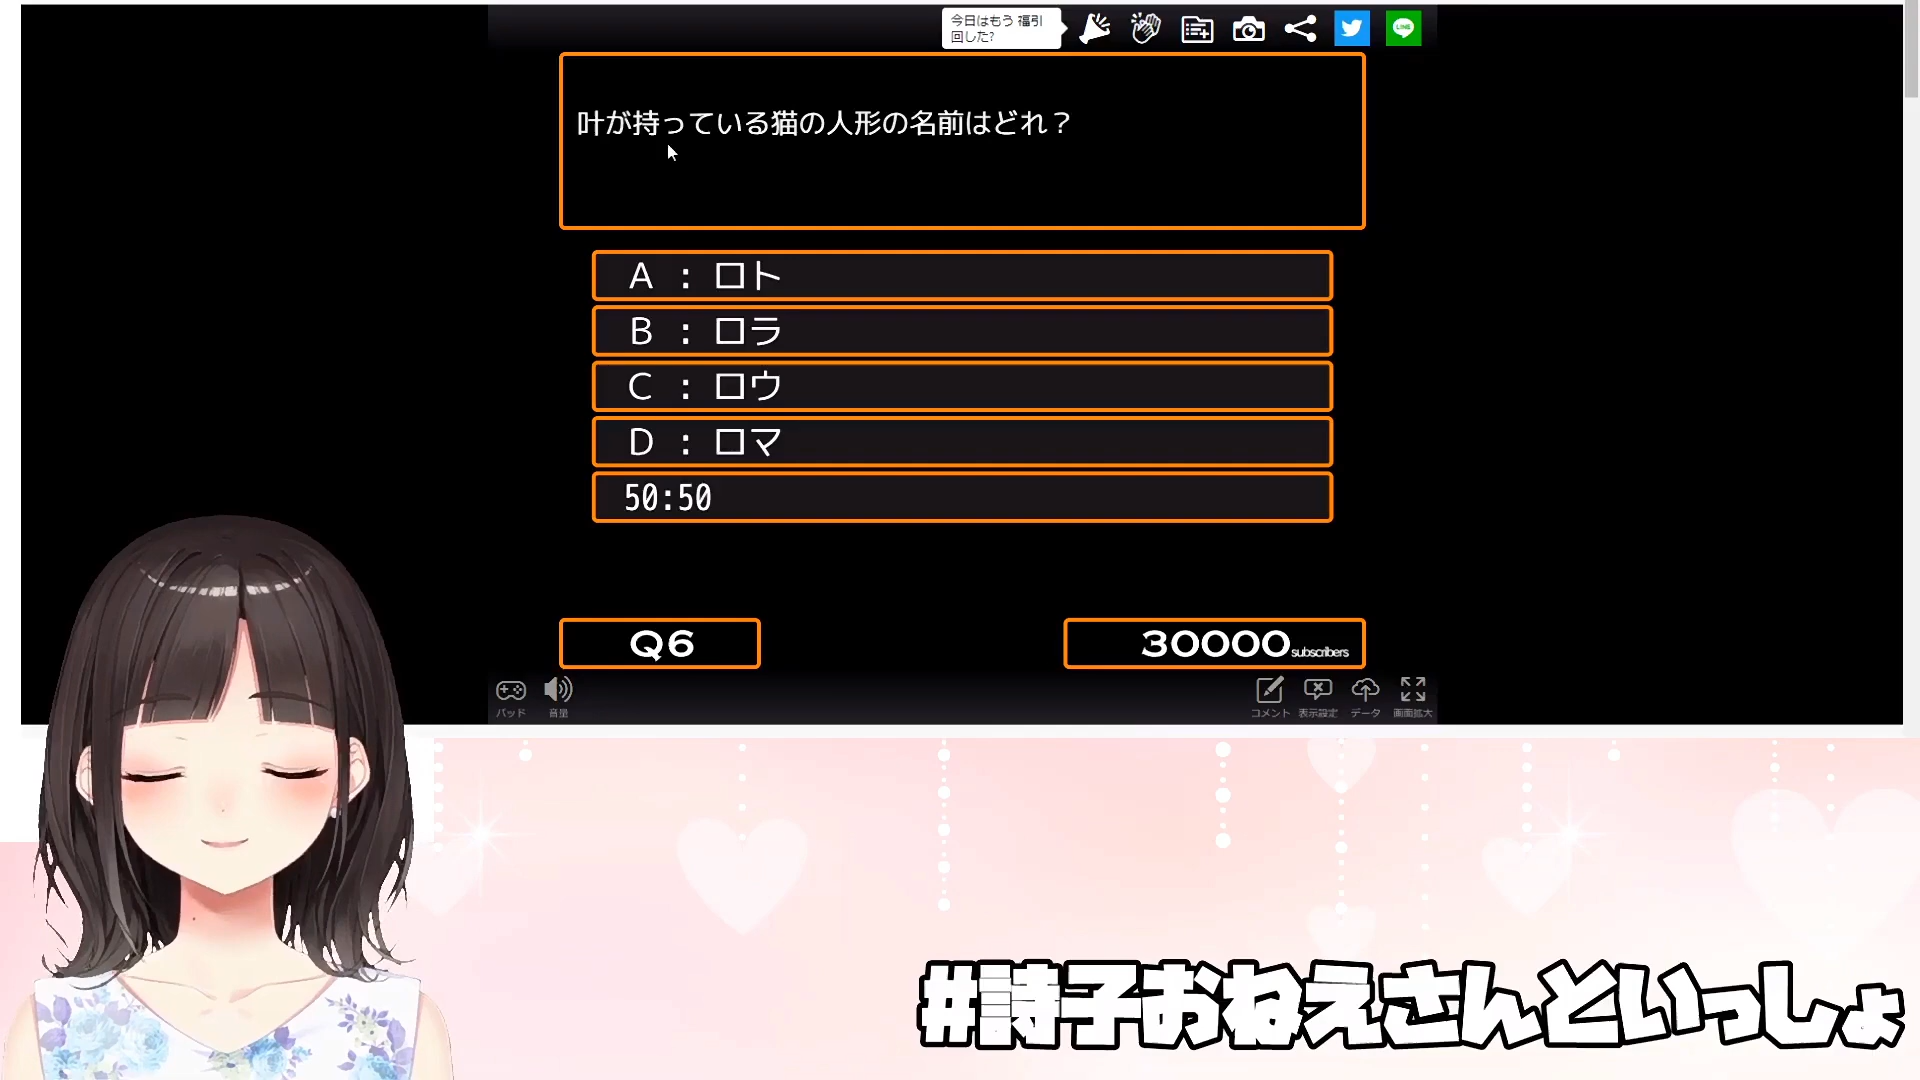 今日はもう 福引
回した?
LINE
叶が持っている猫の人形の名前はどれ？
A : ロト
B : ロラ
C : ロウ
D : ロマ
50:50
Q6
30000 subscribers
パッド
音量
コメント
表示設定
データ
画面拡大
#詩子おねえさんといっしょ